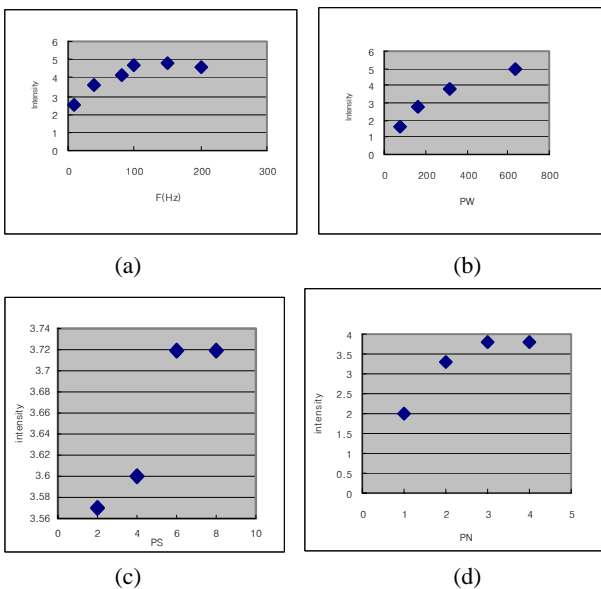 6
5
4
3
2
1
0
Intensity
0 100 200 300
F(Hz)
(a)
6
5
4
3
2
1
0
Intensity
0 200 400 600 800
PW
(b)
3.74
3.72
3.7
3.68
3.66
3.64
3.62
3.6
3.58
3.56
intensity
0 2 4 6 8 10
PS
(c)
4
3.5
3
2.5
2
1.5
1
0.5
0
intensity
0 1 2 3 4 5
PN
(d)